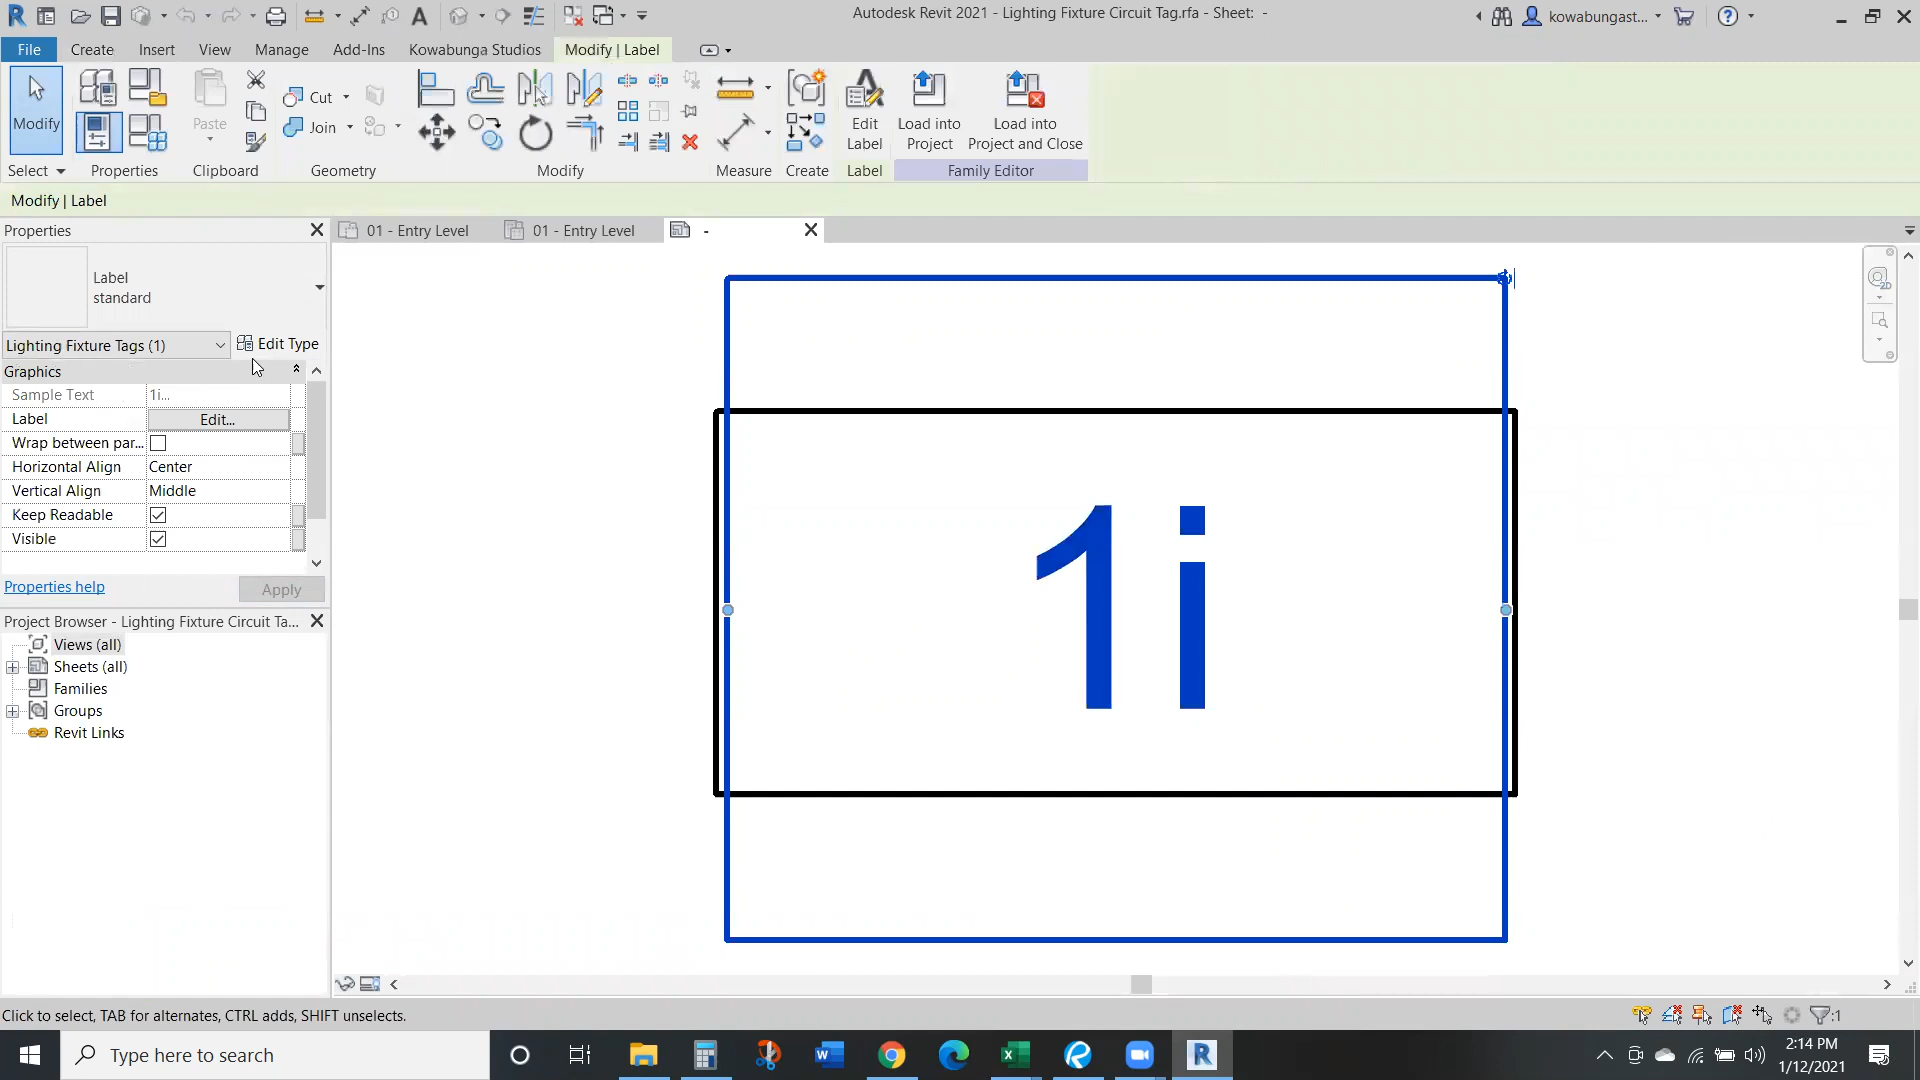 Autodesk Revit 2021 - Lighting Fixture Circuit Tag.rfa - Sheet: -
kowabungast...
File Create Insert View Manage Add-Ins Kowabunga Studios Modify | Label
Modify
Paste
Cut
Join
Edit Label
Load into Project
Load into Project and Close
Select Properties Clipboard Geometry Modify Measure Create Label Family Editor
Modify | Label
Properties
01 - Entry Level
01 - Entry Level
-
Label
standard
Lighting Fixture Tags (1)
Edit Type
Graphics
Sample Text 1i...
Label Edit...
Wrap between par...
Horizontal Align Center
Vertical Align Middle
Keep Readable
Visible
Properties help
Apply
1i
2D
Project Browser - Lighting Fixture Circuit Ta...
Views (all)
Sheets (all)
Families
Groups
Revit Links
Click to select, TAB for alternates, CTRL adds, SHIFT unselects.
:1
Type here to search
2:14 PM
1/12/2021